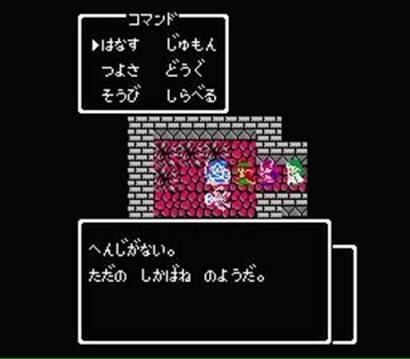 コマンド
▶はなす じゅもん
つよさ どうぐ
そうび しらべる
へんじがない。
ただの しかばね のようだ。